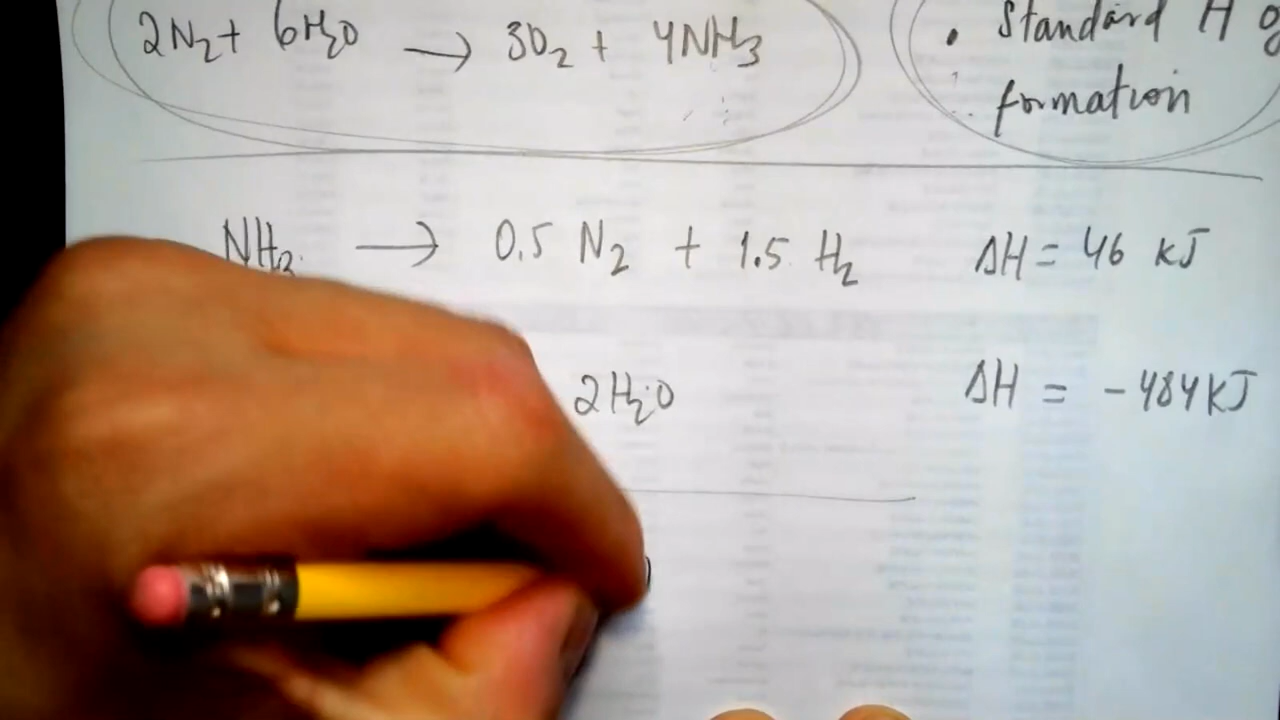 2N₂ + 6H₂O → 3O₂ + 4NH₃
• Standard H
formation
NH₃ → 0.5 N₂ + 1.5 H₂ ΔH = 46 kJ
2H₂O ΔH = -484 kJ